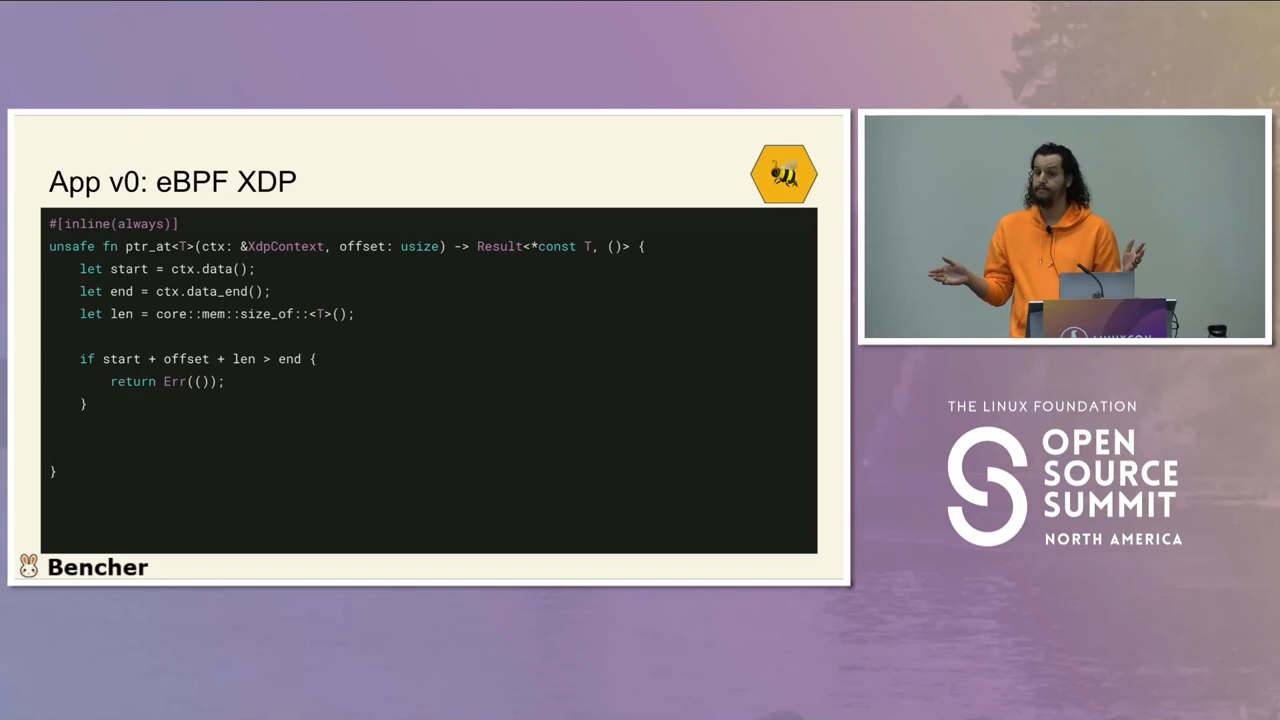 App v0: eBPF XDP
#[inline(always)]
unsafe fn ptr_at<T>(ctx: &XdpContext, offset: usize) -> Result<*const T, ()> {
    let start = ctx.data();
    let end = ctx.data_end();
    let len = core::mem::size_of::<T>();
    if start + offset + len > end {
        return Err(());
    }
}
Bencher
LINUXCON
THE LINUX FOUNDATION
OPEN
SOURCE
SUMMIT
NORTH AMERICA